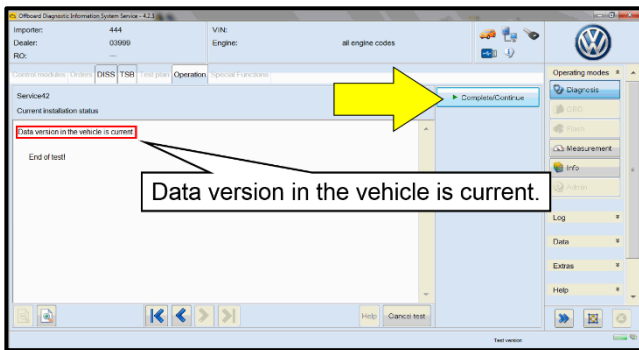 Offboard Diagnostic Information System Service - 4.2.3
Importer: 444 VIN:
Dealer: 03999 Engine: all engine codes
RO: ---
Control modules Orders DISS TSB Test plan Operation Special Functions
Operating modes
Service42
Complete/Continue
Diagnosis
Current installation status
OBD
Data version in the vehicle is current.
Flash
Measurement
End of test!
Info
Data version in the vehicle is current.
Admin
Log
Data
Extras
Help
Help Cancel test
Test version